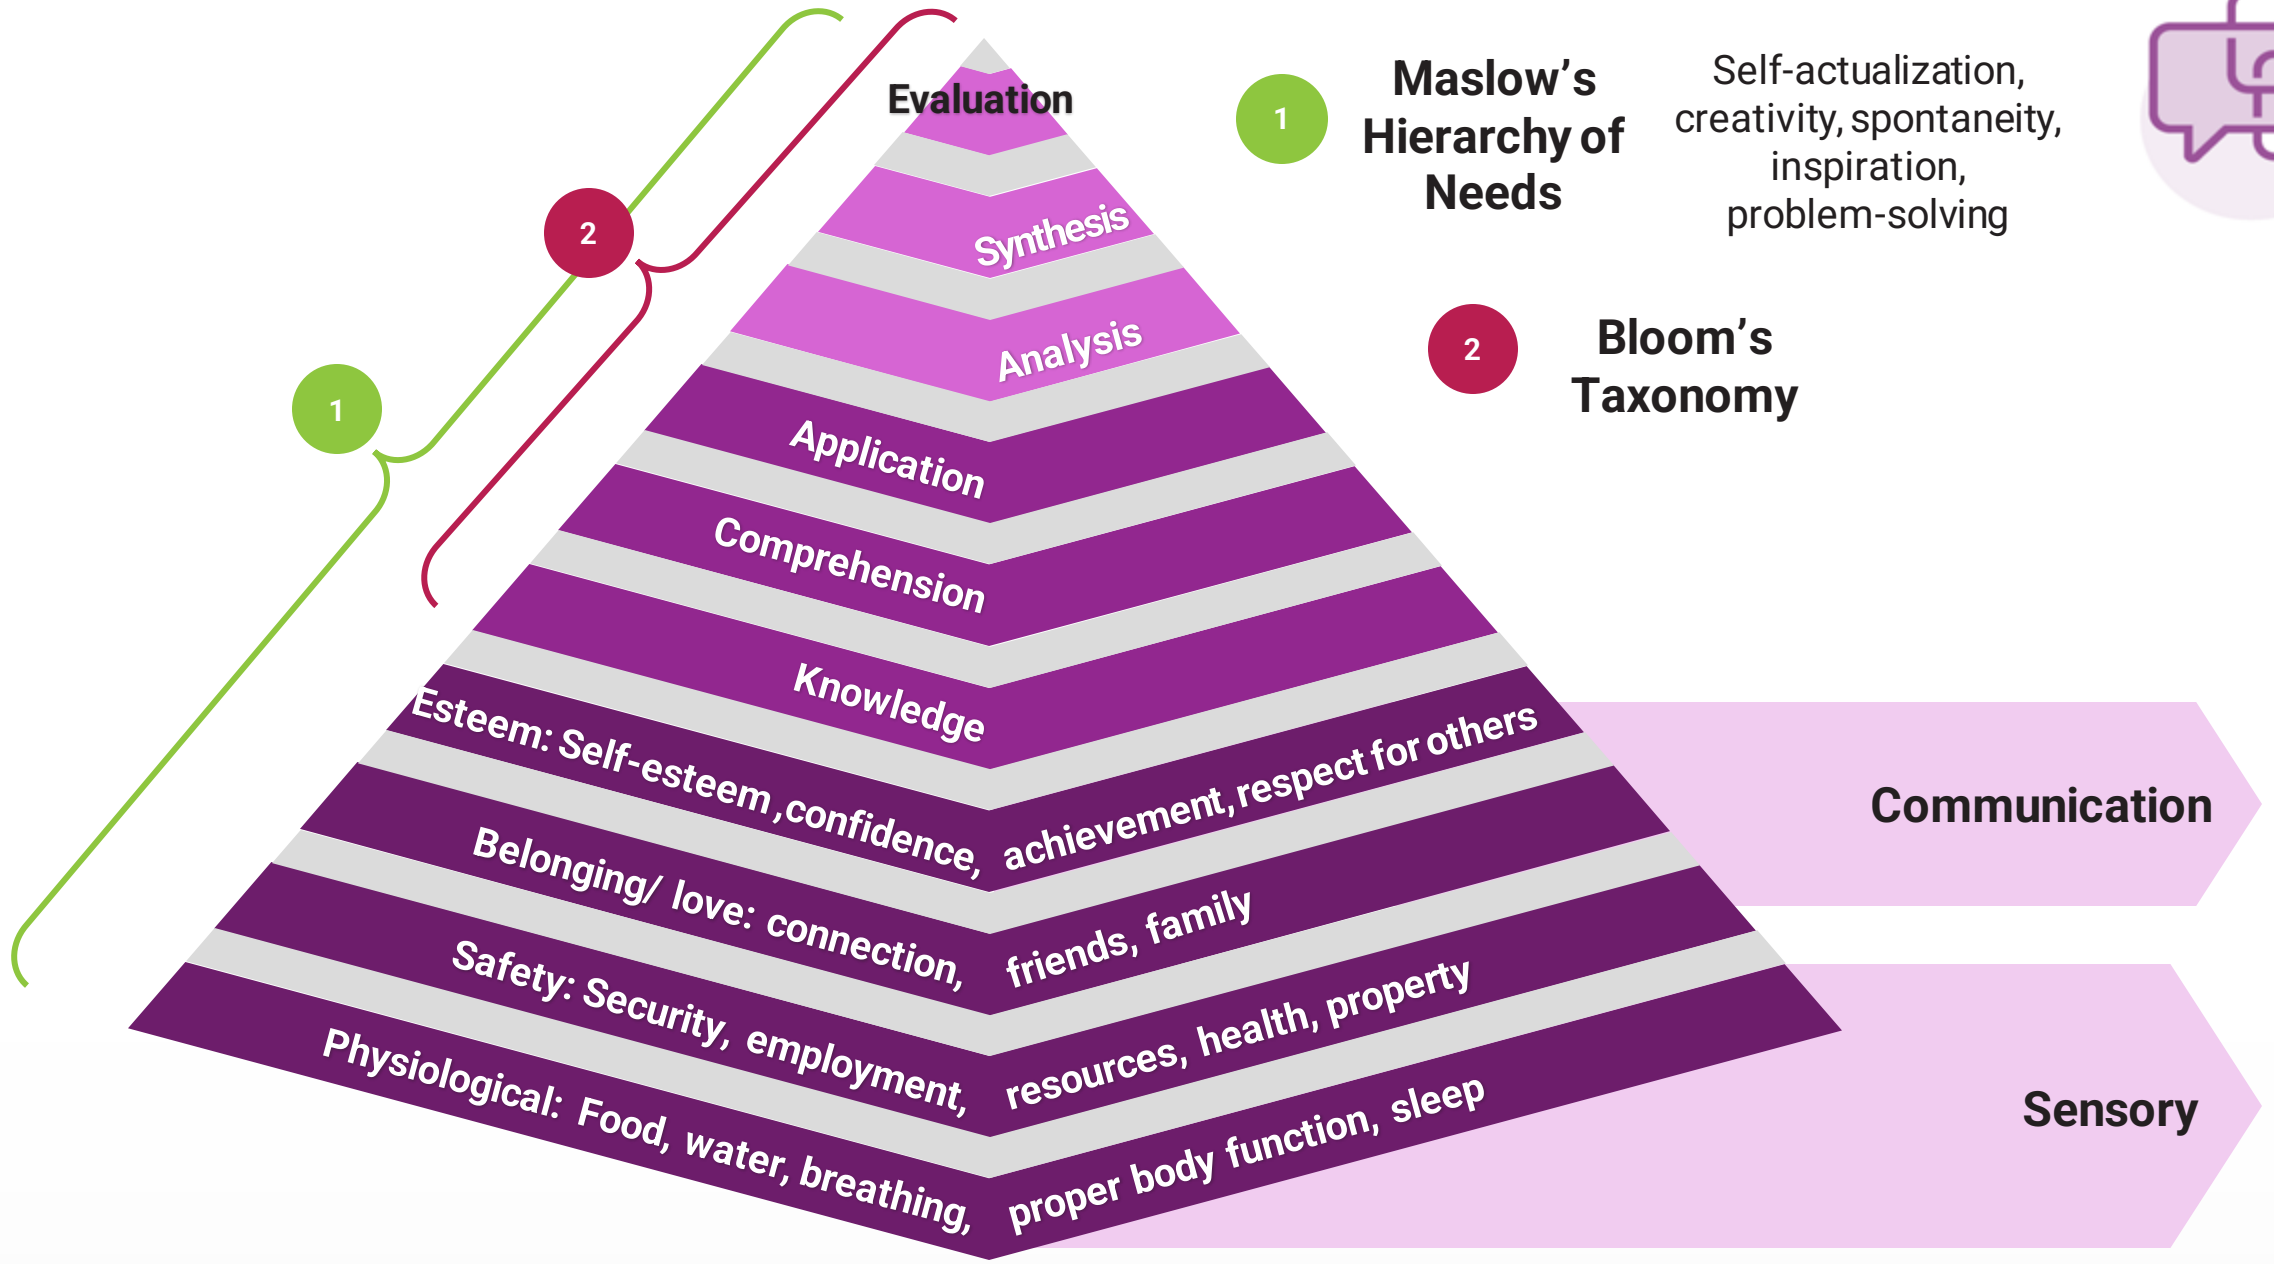 Evaluation
Synthesis
Analysis
Application
Comprehension
Knowledge
Esteem: Self-esteem, confidence, achievement, respect for others
Belonging/ love: connection, friends, family
Safety: Security, employment, resources, health, property
Physiological: Food, water, breathing, proper body function, sleep
1
2
1
Maslow’s
Hierarchy of
Needs
Self-actualization,
creativity, spontaneity,
inspiration,
problem-solving
2
Bloom’s
Taxonomy
Communication
Sensory